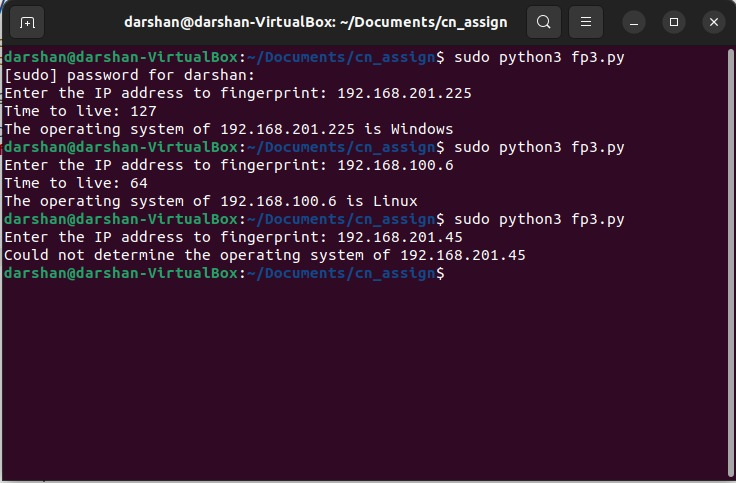 darshan@darshan-VirtualBox: ~/Documents/cn_assign
darshan@darshan-VirtualBox:~/Documents/cn_assign$ sudo python3 fp3.py
[sudo] password for darshan:
Enter the IP address to fingerprint: 192.168.201.225
Time to live: 127
The operating system of 192.168.201.225 is Windows
darshan@darshan-VirtualBox:~/Documents/cn_assign$ sudo python3 fp3.py
Enter the IP address to fingerprint: 192.168.100.6
Time to live: 64
The operating system of 192.168.100.6 is Linux
darshan@darshan-VirtualBox:~/Documents/cn_assign$ sudo python3 fp3.py
Enter the IP address to fingerprint: 192.168.201.45
Could not determine the operating system of 192.168.201.45
darshan@darshan-VirtualBox:~/Documents/cn_assign$